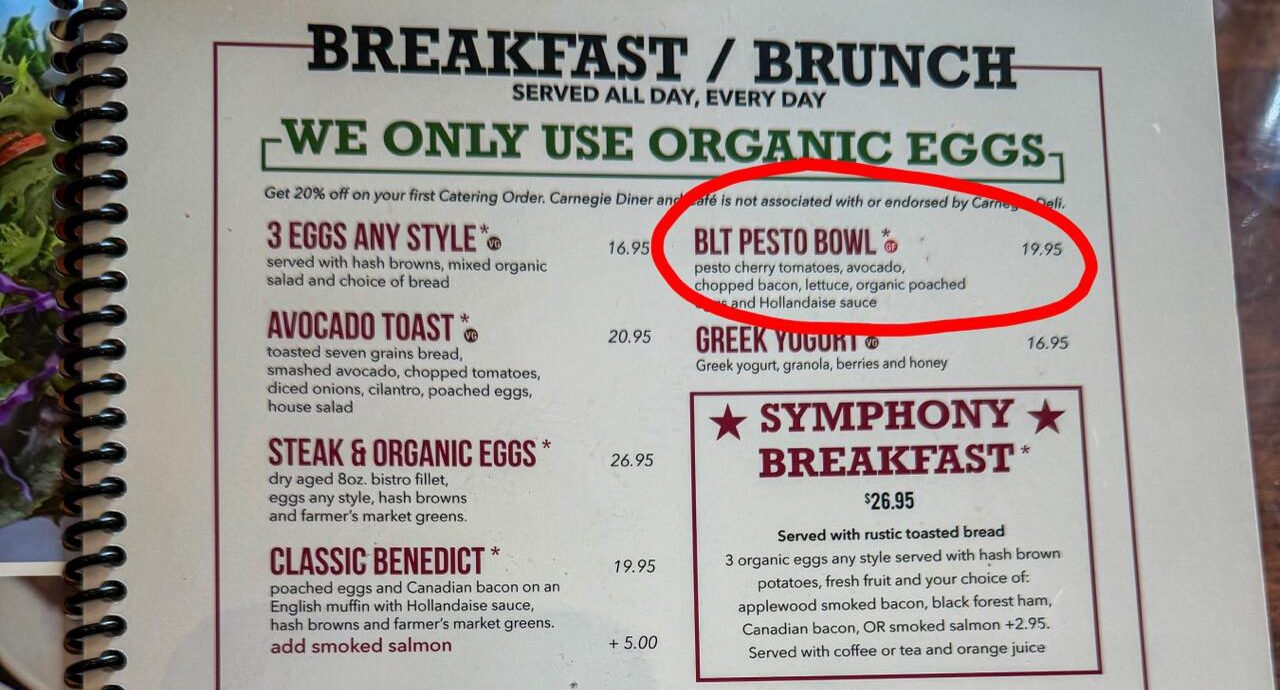 BREAKFAST / BRUNCH
SERVED ALL DAY, EVERY DAY
WE ONLY USE ORGANIC EGGS
Get 20% off on your first Catering Order. Carnegie Diner and Café is not associated with or endorsed by Carnegie Deli.
3 EGGS ANY STYLE * VG 16.95
served with hash browns, mixed organic
salad and choice of bread
AVOCADO TOAST * VG 20.95
toasted seven grains bread,
smashed avocado, chopped tomatoes,
diced onions, cilantro, poached eggs,
house salad
STEAK & ORGANIC EGGS * 26.95
dry aged 8oz. bistro fillet,
eggs any style, hash browns
and farmer's market greens.
CLASSIC BENEDICT * 19.95
poached eggs and Canadian bacon on an
English muffin with Hollandaise sauce,
hash browns and farmer's market greens.
add smoked salmon + 5.00
BLT PESTO BOWL * GF 19.95
pesto cherry tomatoes, avocado,
chopped bacon, lettuce, organic poached
eggs and Hollandaise sauce
GREEK YOGURT VG 16.95
Greek yogurt, granola, berries and honey
★ SYMPHONY ★
BREAKFAST *
$26.95
Served with rustic toasted bread
3 organic eggs any style served with hash brown
potatoes, fresh fruit and your choice of:
applewood smoked bacon, black forest ham,
Canadian bacon, OR smoked salmon +2.95.
Served with coffee or tea and orange juice